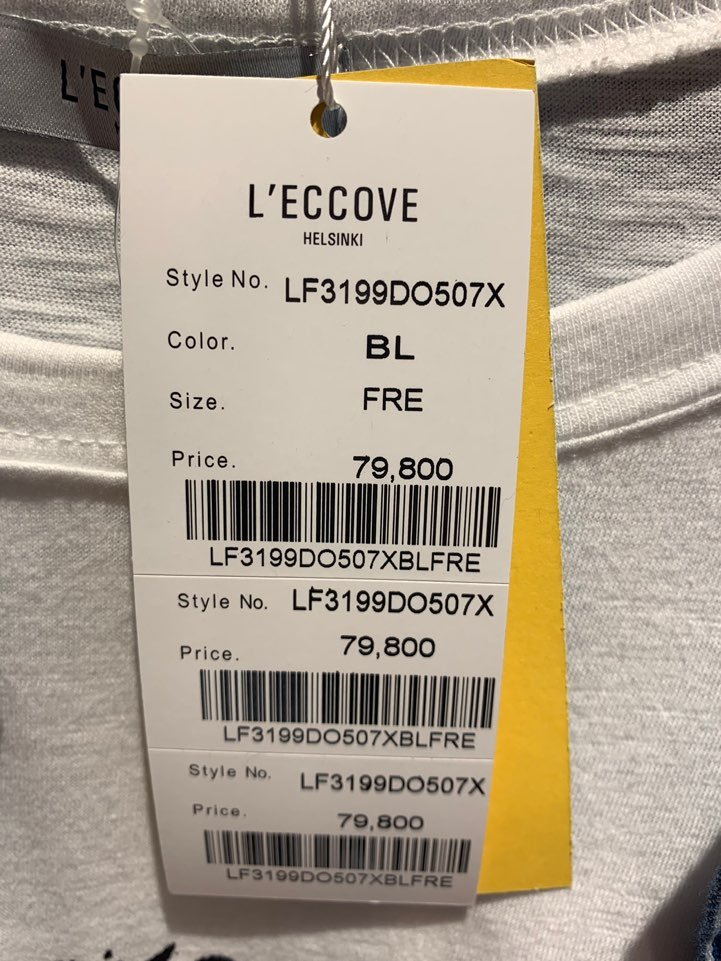 L'E
L'ECCOVE
HELSINKI
Style No. LF3199DO507X
Color. BL
Size. FRE
Price. 79,800
LF3199DO507XBLFRE
Style No. LF3199DO507X
Price. 79,800
LF3199DO507XBLFRE
Style No. LF3199DO507X
Price. 79,800
LF3199DO507XBLFRE